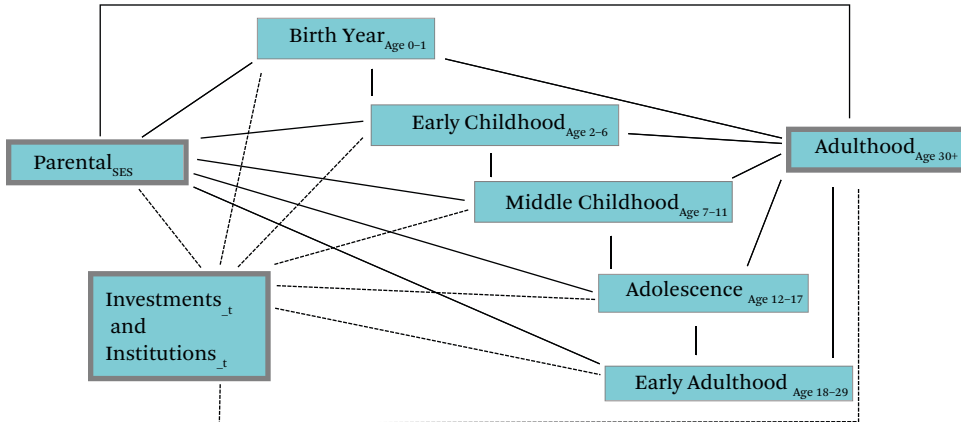 Birth Year Age 0–1
Early Childhood Age 2–6
Parental SES
Adulthood Age 30+
Middle Childhood Age 7–11
Investments _t
and
Institutions _t
Adolescence Age 12–17
Early Adulthood Age 18–29